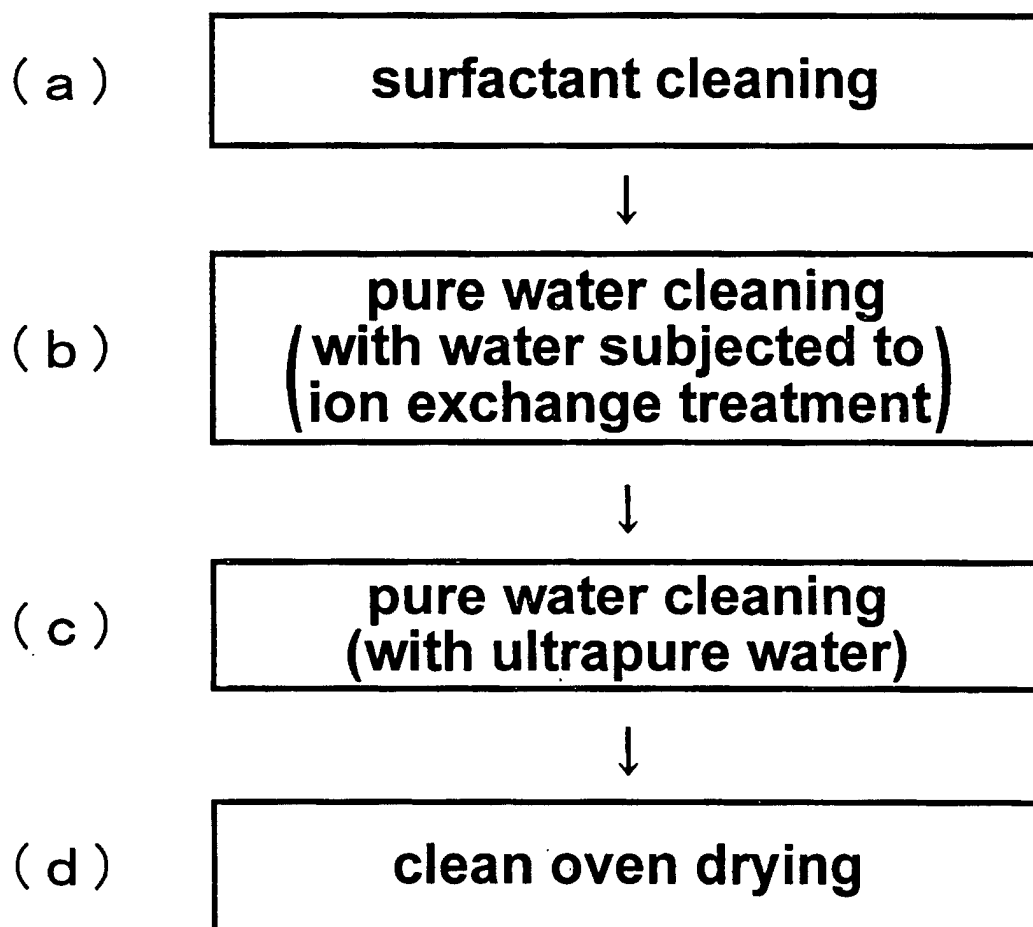 (a) surfactant cleaning
↓
(b) pure water cleaning
(with water subjected to
ion exchange treatment)
↓
(c) pure water cleaning
(with ultrapure water)
↓
(d) clean oven drying